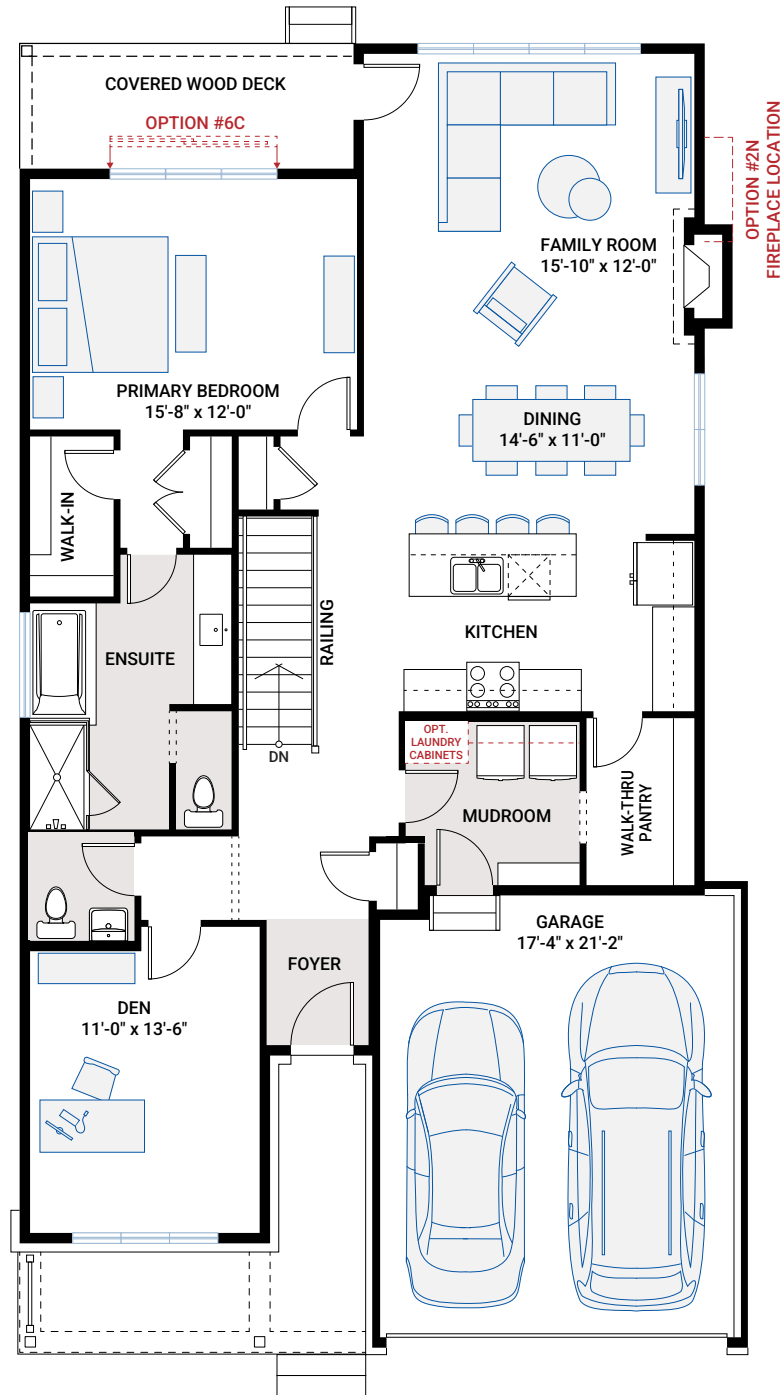 COVERED WOOD DECK
OPTION #6C
OPTION #2N
FIREPLACE LOCATION
FAMILY ROOM
15'-10" x 12'-0"
PRIMARY BEDROOM
15'-8" x 12'-0"
DINING
14'-6" x 11'-0"
WALK-IN
RAILING
KITCHEN
ENSUITE
DN
OPT.
LAUNDRY
CABINETS
MUDROOM
WALK-THRU
PANTRY
GARAGE
17'-4" x 21'-2"
FOYER
DEN
11'-0" x 13'-6"